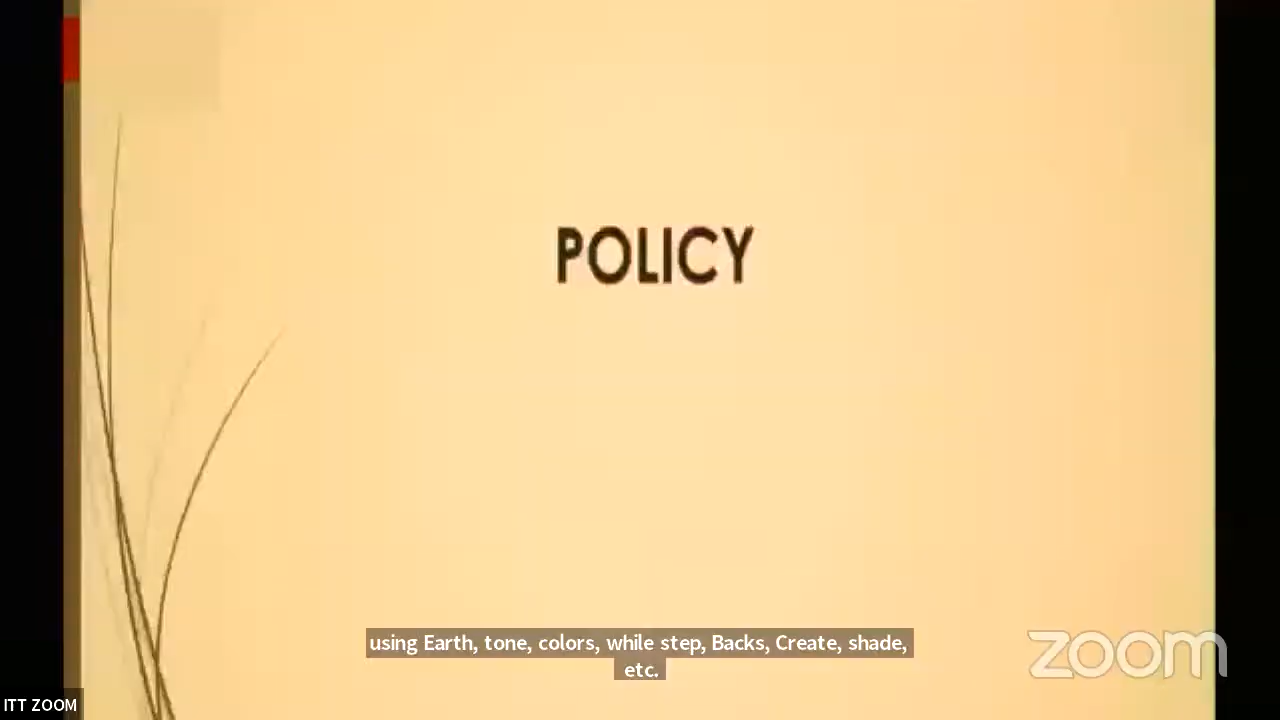 POLICY
using Earth, tone, colors, while step, Backs, Create, shade,
etc.
zoom
ITT ZOOM